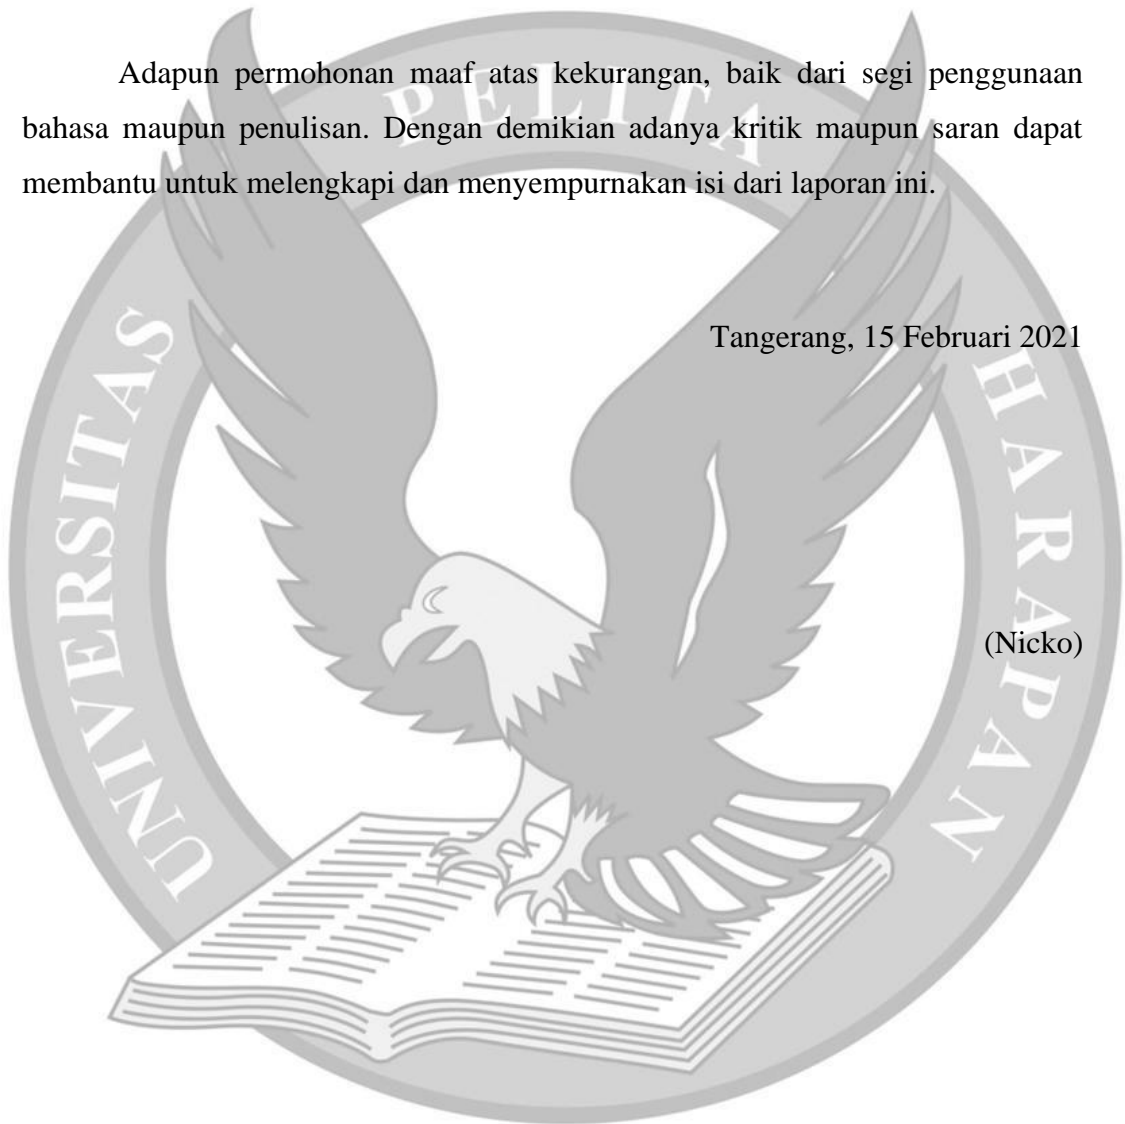 Adapun permohonan maaf atas kekurangan, baik dari segi penggunaan
bahasa maupun penulisan. Dengan demikian adanya kritik maupun saran dapat
membantu untuk melengkapi dan menyempurnakan isi dari laporan ini.
Tangerang, 15 Februari 2021
(Nicko)
UNIVERSITAS
PELITA
HARAPAN